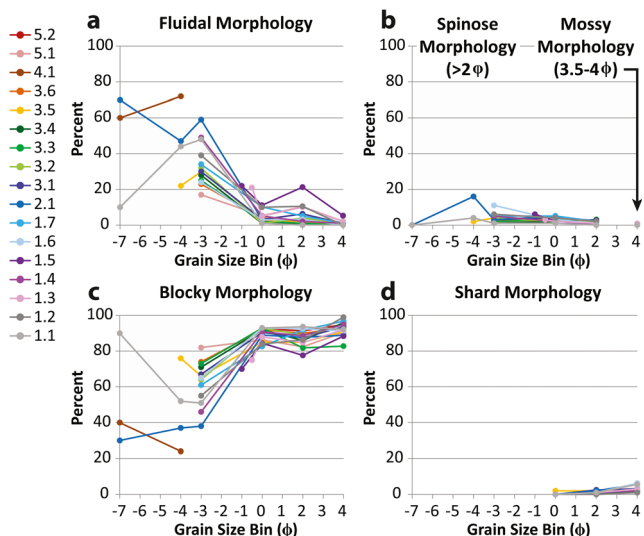 5.2
5.1
4.1
3.6
3.5
3.4
3.3
3.2
3.1
2.1
1.7
1.6
1.5
1.4
1.3
1.2
1.1
a Fluidal Morphology
Percent
100
80
60
40
20
0
-7 -6 -5 -4 -3 -2 -1 0 1 2 3 4
Grain Size Bin (ϕ)
b
Spinose Morphology (>2ϕ)
Mossy Morphology (3.5-4ϕ)
Percent
100
80
60
40
20
0
-7 -6 -5 -4 -3 -2 -1 0 1 2 3 4
Grain Size Bin (ϕ)
c Blocky Morphology
Percent
100
80
60
40
20
0
-7 -6 -5 -4 -3 -2 -1 0 1 2 3 4
Grain Size Bin (ϕ)
d Shard Morphology
Percent
100
80
60
40
20
0
-7 -6 -5 -4 -3 -2 -1 0 1 2 3 4
Grain Size Bin (ϕ)